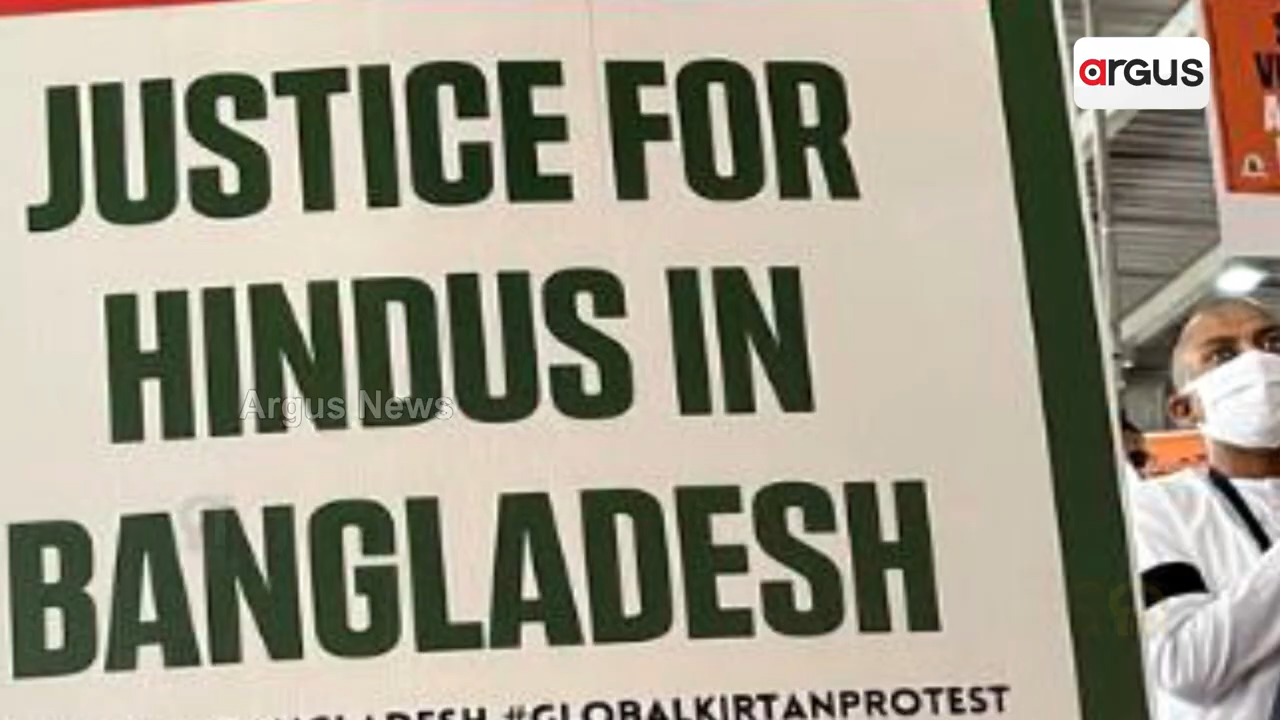 argus
JUSTICE FOR
HINDUS IN
Argus News
BANGLADESH
#GLOBALKIRTANPROTEST